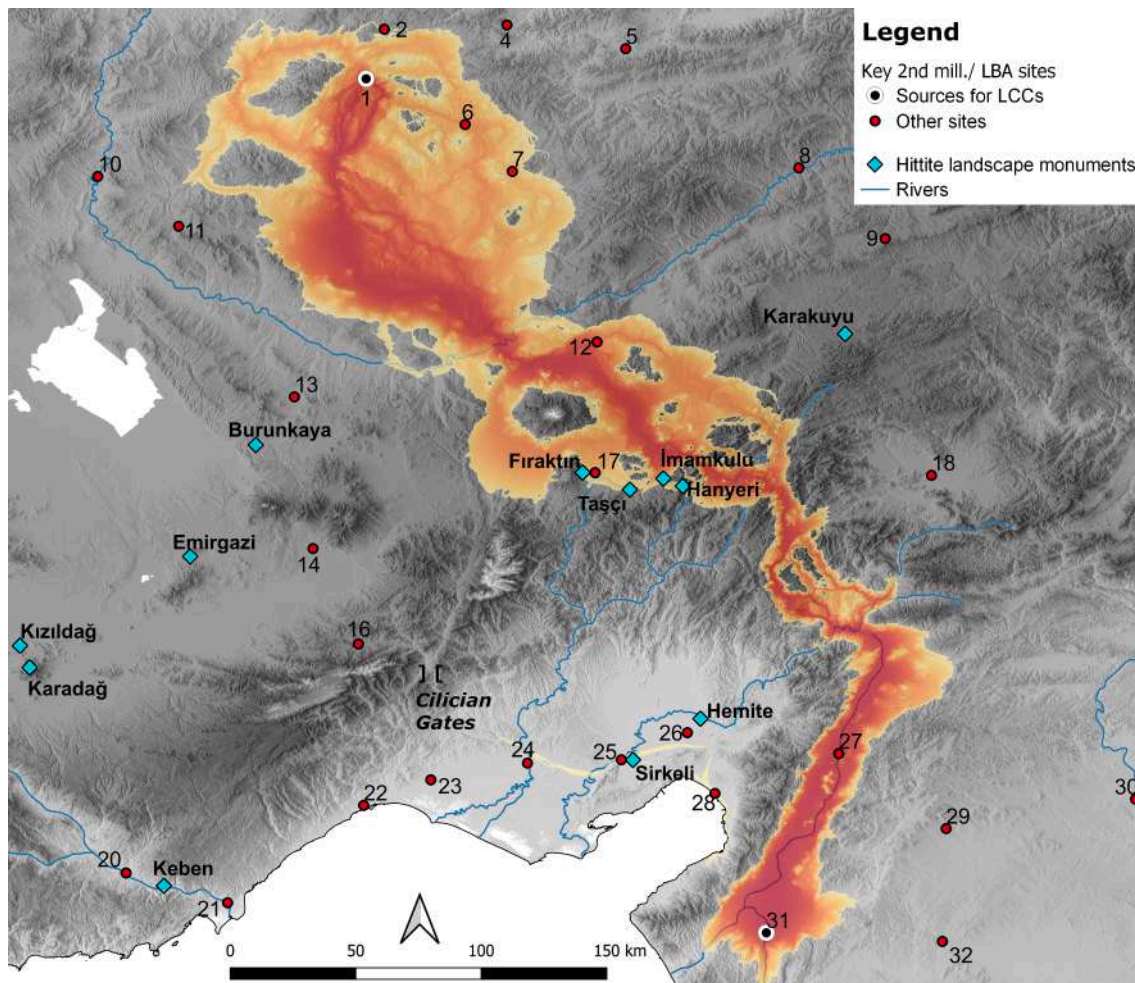 Legend
Key 2nd mill./ LBA sites
Sources for LCCs
Other sites
Hittite landscape monuments
Rivers
2
4
5
1
6
7
8
10
11
9
Karakuyu
12
13
Burunkaya
Fıraktın
17
İmamkulu
Hanyeri
Taşçı
18
Emirgazi
14
Kızıldağ
Karadağ
16
] [
Cilician
Gates
Hemite
26
24
25
Sirkeli
27
23
22
28
30
29
20
Keben
21
31
32
0
50
100
150 km